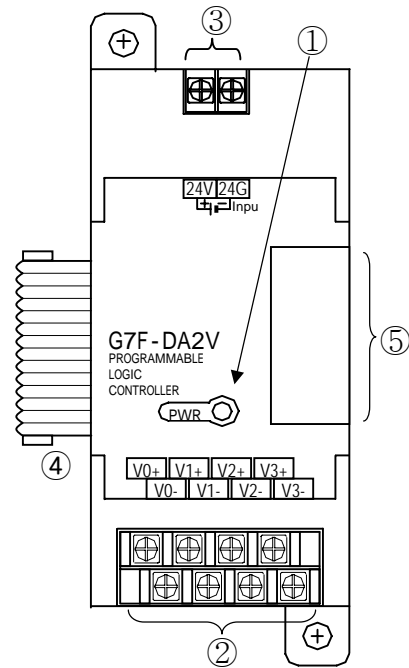 ③ ①
24V 24G
+ − Inpu
G7F-DA2V
PROGRAMMABLE
LOGIC
CONTROLLER
⑤
PWR
④
V0+ V1+ V2+ V3+
V0- V1- V2- V3-
②